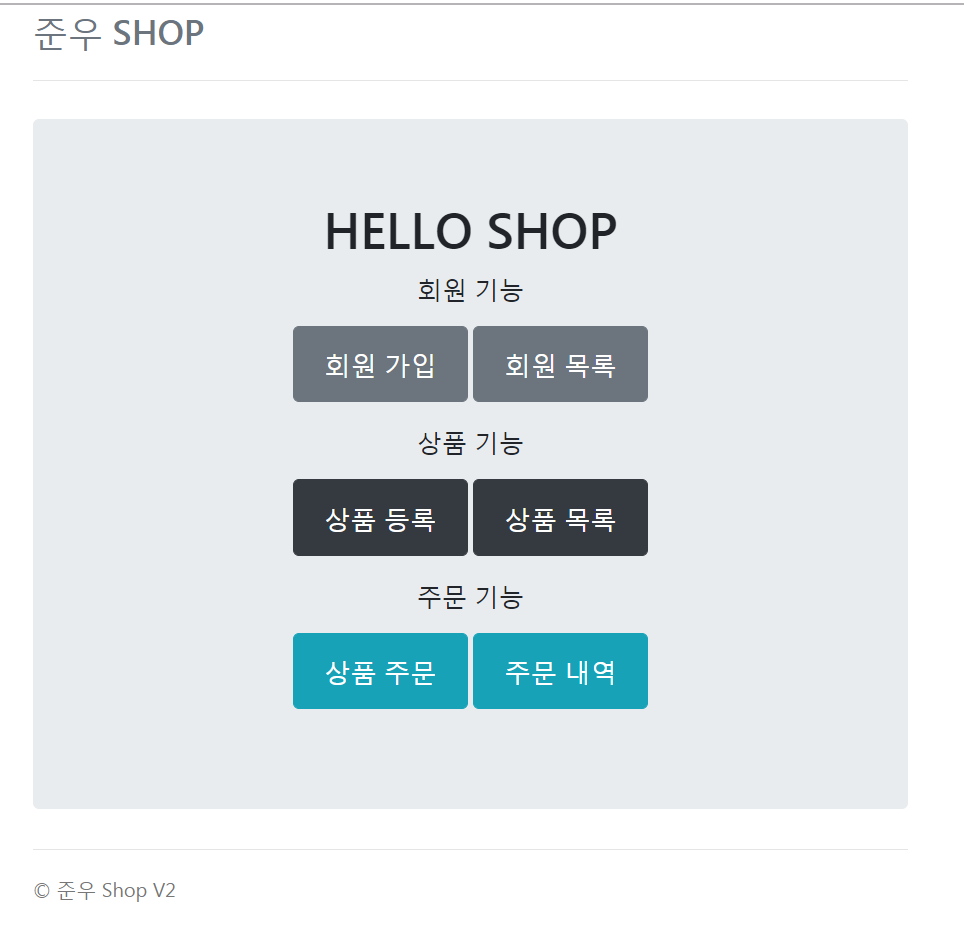 준우 SHOP
HELLO SHOP
회원 기능
회원 가입 회원 목록
상품 기능
상품 등록 상품 목록
주문 기능
상품 주문 주문 내역
© 준우 Shop V2